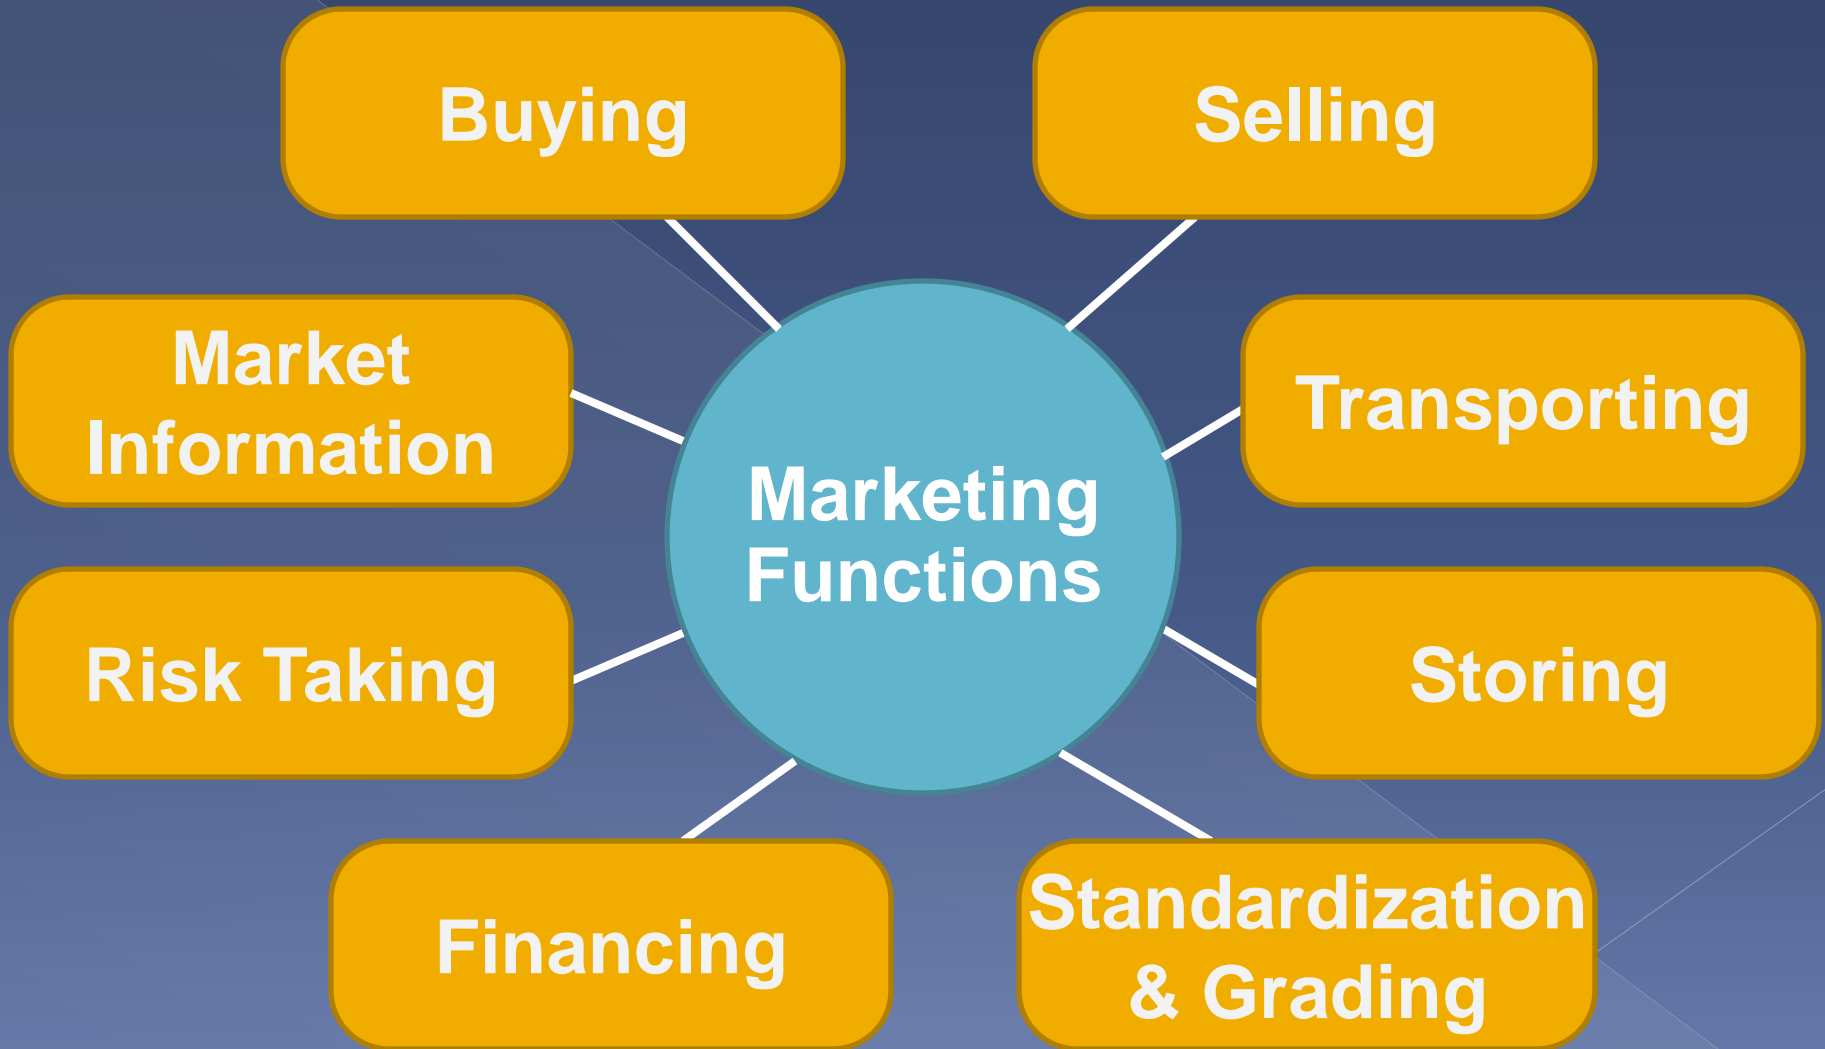 Buying
Selling
Market
Information
Transporting
Marketing
Functions
Risk Taking
Storing
Financing
Standardization
& Grading